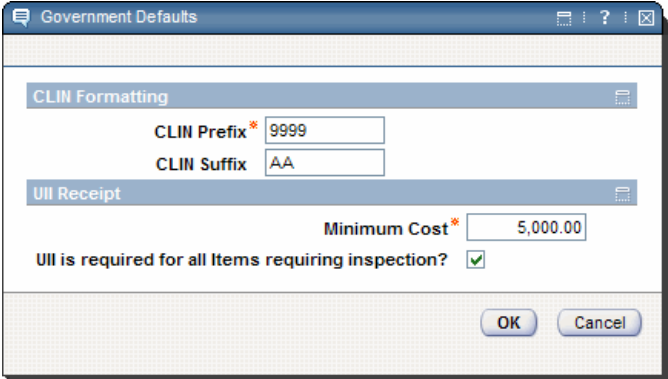 Government Defaults ?
CLIN Formatting
CLIN Prefix* 9999
CLIN Suffix AA
UII Receipt
Minimum Cost* 5,000.00
UII is required for all Items requiring inspection?
OK Cancel